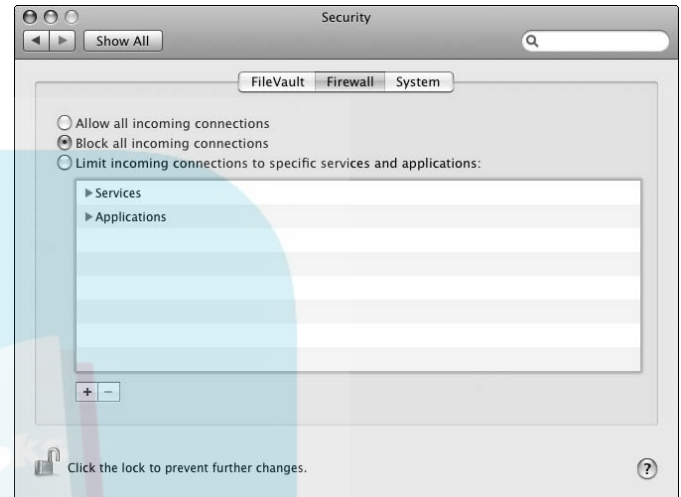 Security
Show All
FileVault Firewall System
Allow all incoming connections
Block all incoming connections
Limit incoming connections to specific services and applications:
Services
Applications
+ −
Click the lock to prevent further changes.
?